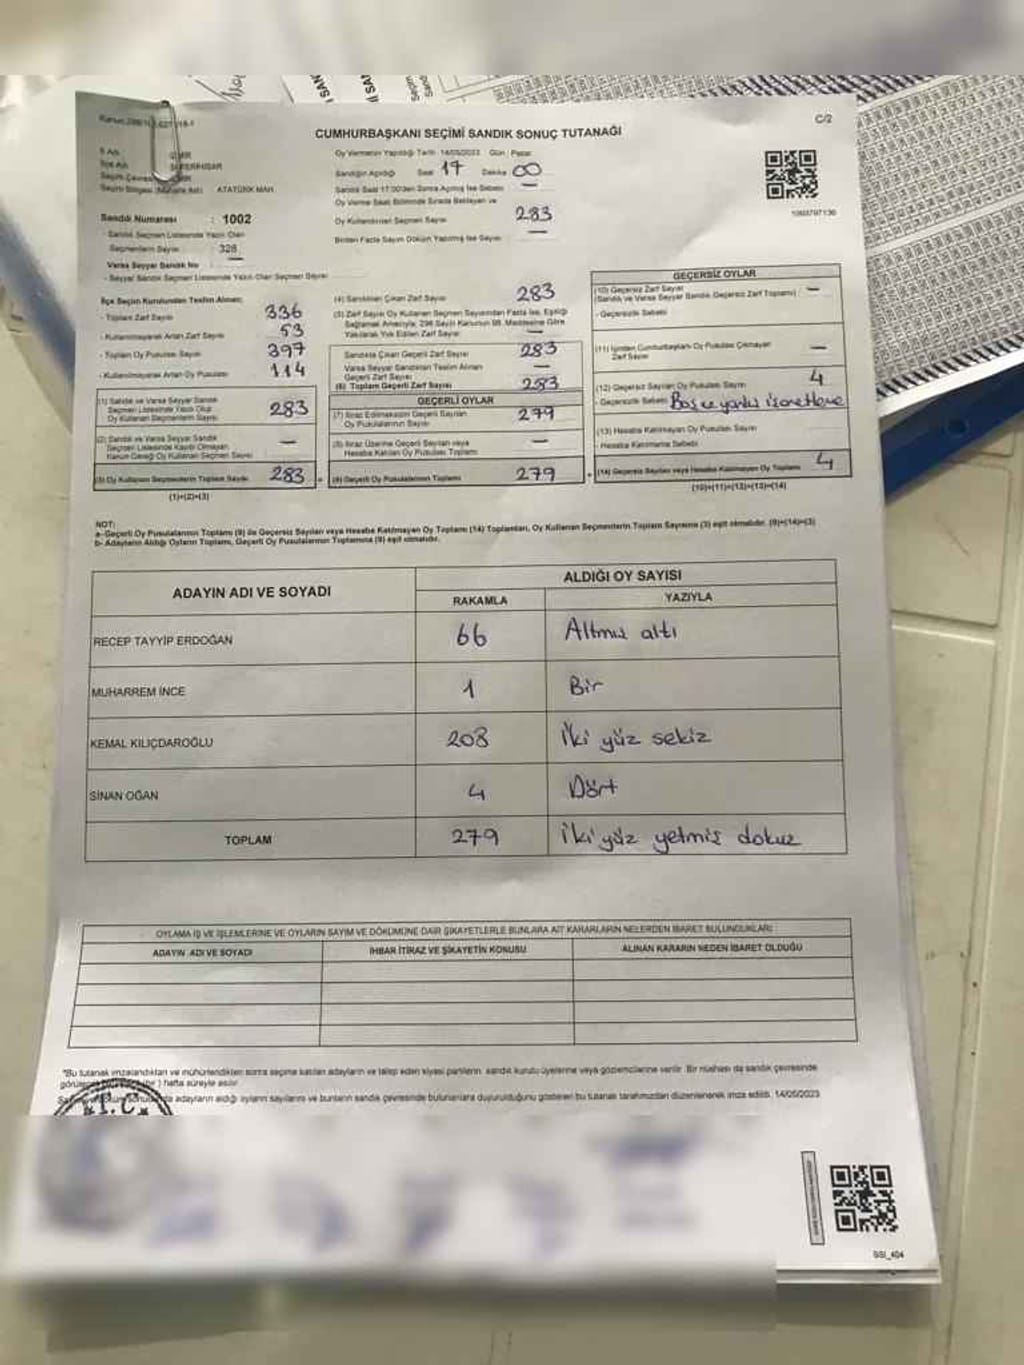 C/2
CUMHURBAŞKANI SEÇİMİ SANDIK SONUÇ TUTANAĞI
Oy Vermenin Yapıldığı Tarih 14/05/2023 Gün Pazar
Sandığın Açıldığı Saat 17 Dakika 00
Sandık Saat 17:00'den Sonra Açılmış İse Sebebi —
Seçim Bölgesi ATATÜRK MAH.
Oy Verme Saati Bitiminde Sırada Bekleyen ve
Oy Kullandırılan Seçmen Sayısı 283
Birden Fazla Sayım Döküm Yapılmış İse Sayısı —
1093797136
Sandık Numarası : 1002
- Sandık Seçmen Listesinde Yazılı Olan
Seçmenlerin Sayısı 328
Varsa Seyyar Sandık No —
- Seyyar Sandık Seçmen Listesinde Yazılı Olan Seçmen Sayısı
İlçe Seçim Kurulundan Teslim Alınan:
- Toplam Zarf Sayısı 336
- Kullanılmayarak Artan Zarf Sayısı 53
- Toplam Oy Pusulası Sayısı 397
- Kullanılmayarak Artan Oy Pusulası 114
(1) Sandık ve Varsa Seyyar Sandık
Seçmen Listesinde Yazılı Olup
Oy Kullanan Seçmenlerin Sayısı 283
(2) Sandık ve Varsa Seyyar Sandık
Seçmen Listesinde Kayıtlı Olmayan
Kanun Gereği Oy Kullanan Seçmen Sayısı —
(3) Oy Kullanan Seçmenlerin Toplam Sayısı 283
(1)+(2)=(3)
(4) Sandıktan Çıkan Zarf Sayısı 283
(5) Zarf Sayısı Oy Kullanan Seçmen Sayısından Fazla İse, Eşitliği
Sağlamak Amacıyla; 298 Sayılı Kanunun 98. Maddesine Göre
Yakılarak Yok Edilen Zarf Sayısı —
Sandıkta Çıkan Geçerli Zarf Sayısı 283
Varsa Seyyar Sandıktan Teslim Alınan
Geçerli Zarf Sayısı —
(6) Toplam Geçerli Zarf Sayısı 283
GEÇERLİ OYLAR
(7) İtiraz Edilmeksizin Geçerli Sayılan
Oy Pusulalarının Sayısı 279
(8) İtiraz Üzerine Geçerli Sayılan veya
Hesaba Katılan Oy Pusulası Toplamı —
(9) Geçerli Oy Pusulalarının Toplamı 279
GEÇERSİZ OYLAR
(10) Geçersiz Zarf Sayısı —
(Sandık ve Varsa Seyyar Sandık Geçersiz Zarf Toplamı)
- Geçersizlik Sebebi
(11) İçinden Cumhurbaşkanı Oy Pusulası Çıkmayan
Zarf Sayısı —
(12) Geçersiz Sayılan Oy Pusulası Sayısı 4
- Geçersizlik Sebebi Boş ve yanlış işaretleme
(13) Hesaba Katılmayan Oy Pusulası Sayısı
- Hesaba Katılmama Sebebi
(14) Geçersiz Sayılan veya Hesaba Katılmayan Oy Toplamı 4
(10)+(11)+(12)+(13)=(14)
NOT:
a- Geçerli Oy Pusulalarının Toplamı (9) ile Geçersiz Sayılan veya Hesaba Katılmayan Oy Toplamı (14) Toplamları, Oy Kullanan Seçmenlerin Toplam Sayısına (3) eşit olmalıdır. (9)+(14)=(3)
b- Adayların Aldığı Oyların Toplamı, Geçerli Oy Pusulalarının Toplamına (9) eşit olmalıdır.
ADAYIN ADI VE SOYADI ALDIĞI OY SAYISI
RAKAMLA YAZIYLA
RECEP TAYYİP ERDOĞAN 66 Altmış altı
MUHARREM İNCE 1 Bir
KEMAL KILIÇDAROĞLU 208 İki yüz sekiz
SİNAN OĞAN 4 Dört
TOPLAM 279 İki yüz yetmiş dokuz
OYLAMA İŞ VE İŞLEMLERİNE VE OYLARIN SAYIM VE DÖKÜMÜNE DAİR ŞİKAYETLERLE BUNLARA AİT KARARLARIN NELERDEN İBARET BULUNDUKLARI
ADAYIN ADI VE SOYADI İHBAR İTİRAZ VE ŞİKAYETİN KONUSU ALINAN KARARIN NEDEN İBARET OLDUĞU
"Bu tutanak imzalandıktan ve mühürlendikten sonra seçime katılan adayların ve talep eden siyasi partilerin sandık kurulu üyelerine veya gözlemcilerine verilir. Bir nüshası da sandık çevresinde
hafta süreyle asılır.
adayların aldığı oyların sayılarını ve bunların sandık çevresinde bulunanlara duyurulduğunu gösteren bu tutanak tarafımızdan düzenlenerek imza edildi. 14/05/2023
T.C.
SSI_404